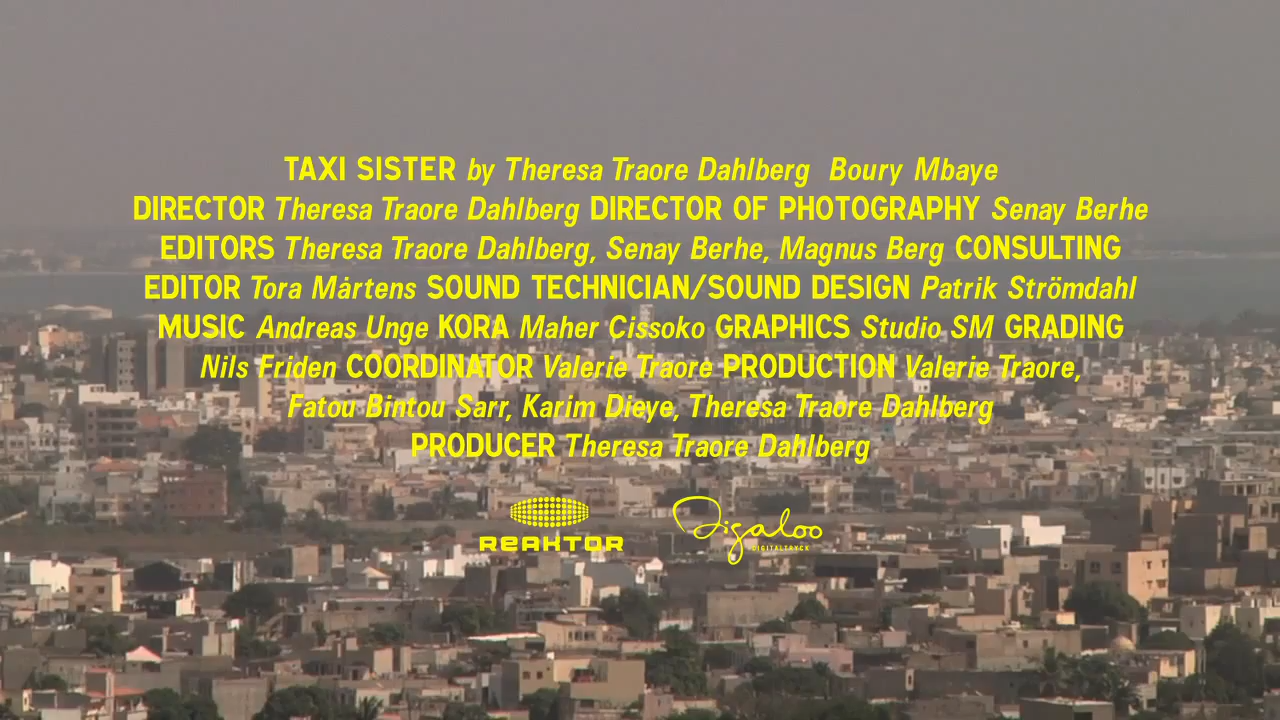 TAXI SISTER by Theresa Traore Dahlberg Boury Mbaye
DIRECTOR Theresa Traore Dahlberg DIRECTOR OF PHOTOGRAPHY Senay Berhe
EDITORS Theresa Traore Dahlberg, Senay Berhe, Magnus Berg CONSULTING
EDITOR Tora Mårtens SOUND TECHNICIAN/SOUND DESIGN Patrik Strömdahl
MUSIC Andreas Unge KORA Maher Cissoko GRAPHICS Studio SM GRADING
Nils Friden COORDINATOR Valerie Traore PRODUCTION Valerie Traore,
Fatou Bintou Sarr, Karim Dieye, Theresa Traore Dahlberg
PRODUCER Theresa Traore Dahlberg
REAKTOR Digaloo
DIGITALTRYCK